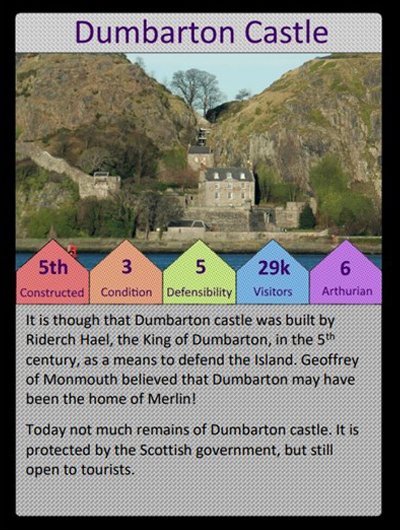 Dumbarton Castle
5th 3 5 29k 6
Constructed Condition Defensibility Visitors Arthurian
It is though that Dumbarton castle was built by
Riderch Hael, the King of Dumbarton, in the 5th
century, as a means to defend the Island. Geoffrey
of Monmouth believed that Dumbarton may have
been the home of Merlin!
Today not much remains of Dumbarton castle. It is
protected by the Scottish government, but still
open to tourists.